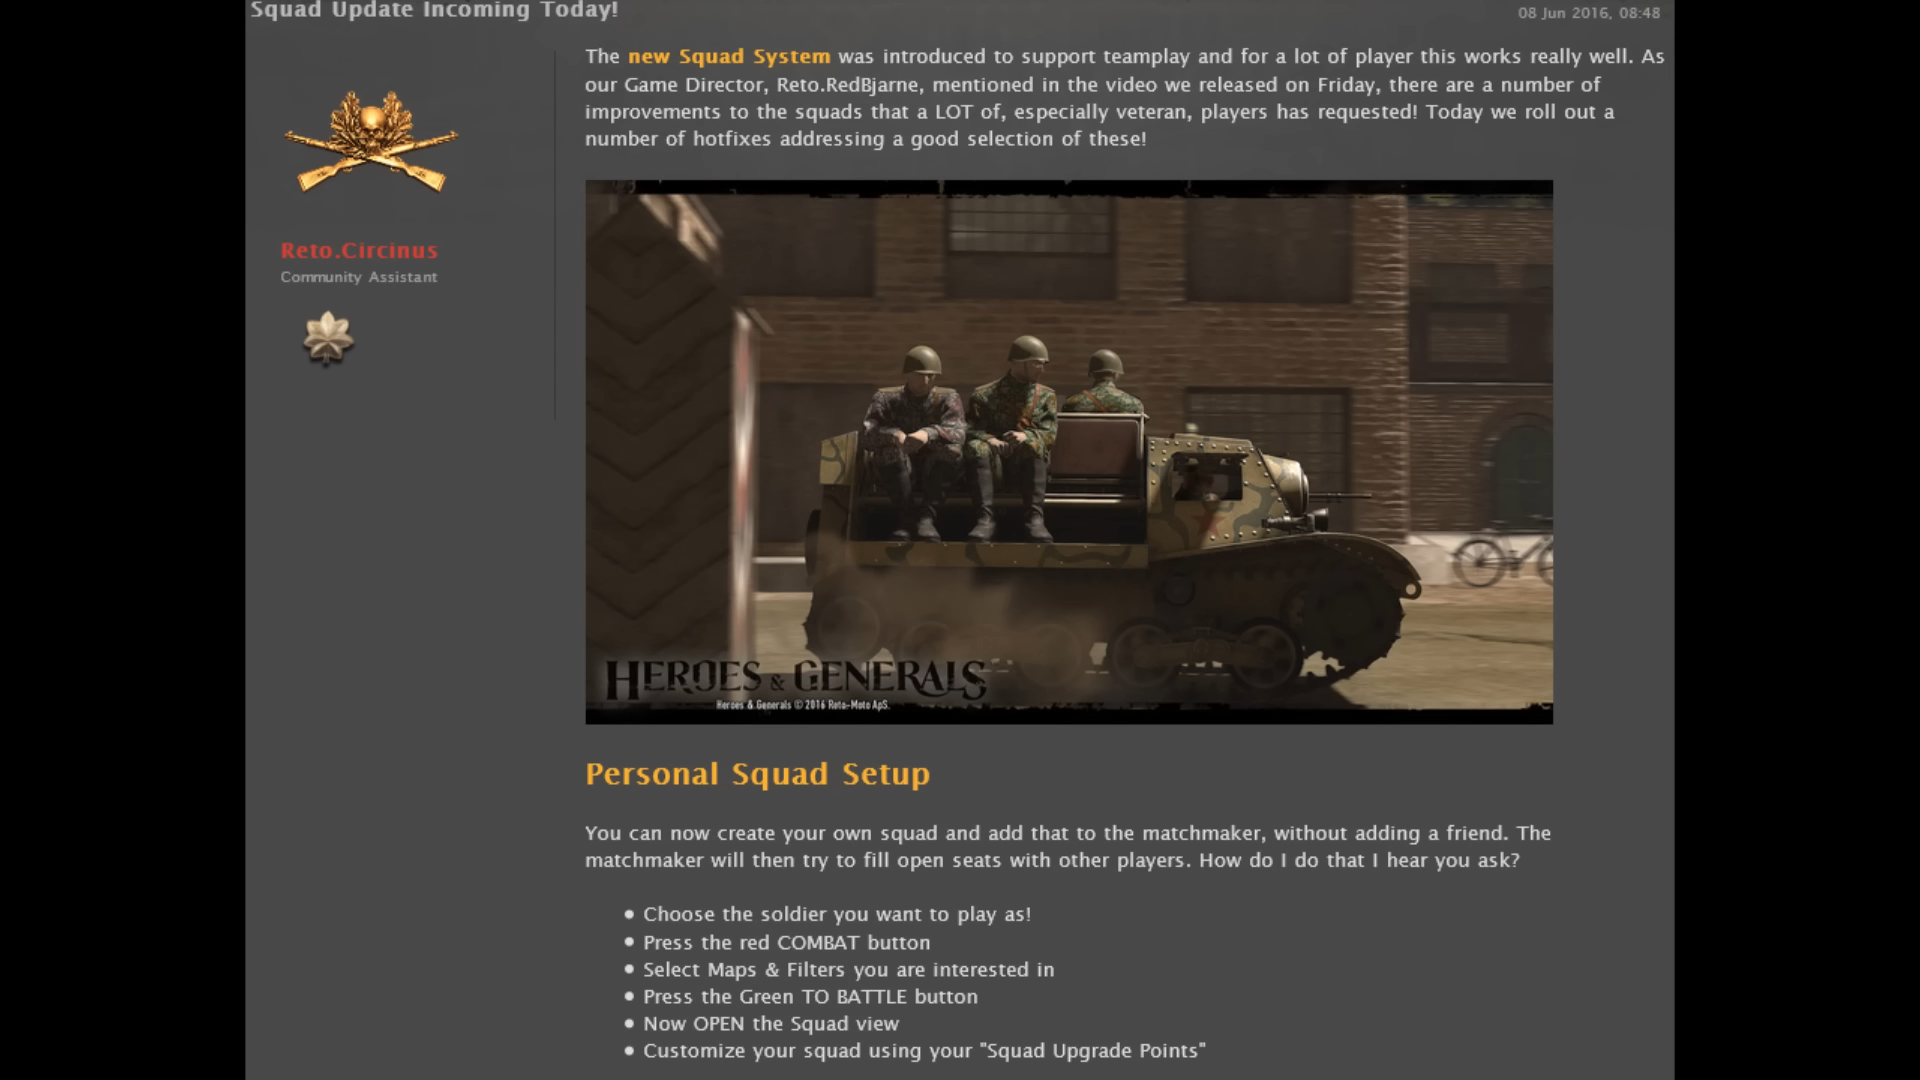 Squad Update Incoming Today!
08 Jun 2016, 08:48
The new Squad System was introduced to support teamplay and for a lot of player this works really well. As
our Game Director, Reto.RedBjarne, mentioned in the video we released on Friday, there are a number of
improvements to the squads that a LOT of, especially veteran, players has requested! Today we roll out a
number of hotfixes addressing a good selection of these!
Reto.Circinus
Community Assistant
HEROES & GENERALS
Heroes & Generals © 2016 Reto-Moto ApS.
Personal Squad Setup
You can now create your own squad and add that to the matchmaker, without adding a friend. The
matchmaker will then try to fill open seats with other players. How do I do that I hear you ask?
• Choose the soldier you want to play as!
• Press the red COMBAT button
• Select Maps & Filters you are interested in
• Press the Green TO BATTLE button
• Now OPEN the Squad view
• Customize your squad using your "Squad Upgrade Points"